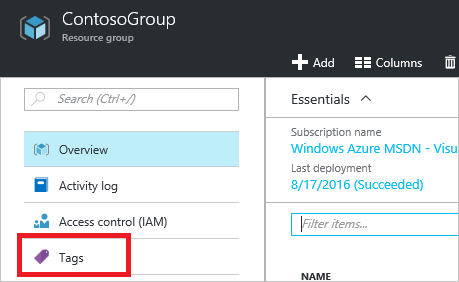 ContosoGroup
Resource group
Add
Columns
Search (Ctrl+/)
Overview
Activity log
Access control (IAM)
Tags
Essentials
Subscription name
Windows Azure MSDN - Visu
Last deployment
8/17/2016 (Succeeded)
Filter items...
NAME